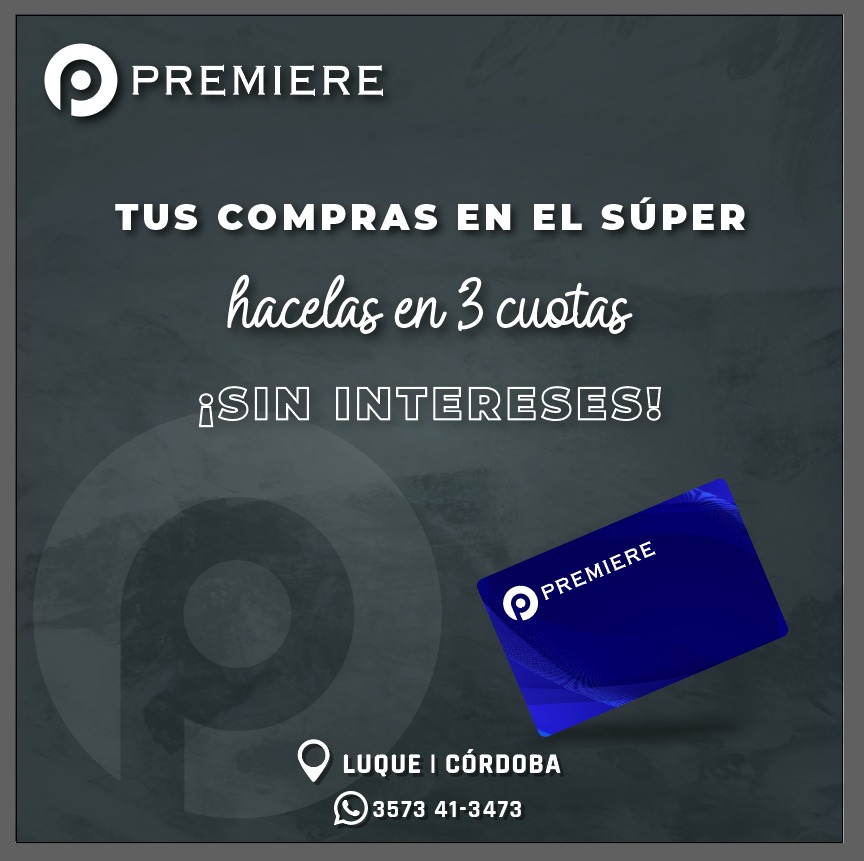 PREMIERE
TUS COMPRAS EN EL SÚPER
hacelas en 3 cuotas
¡SIN INTERESES!
PREMIERE
LUQUE | CÓRDOBA
3573 41-3473